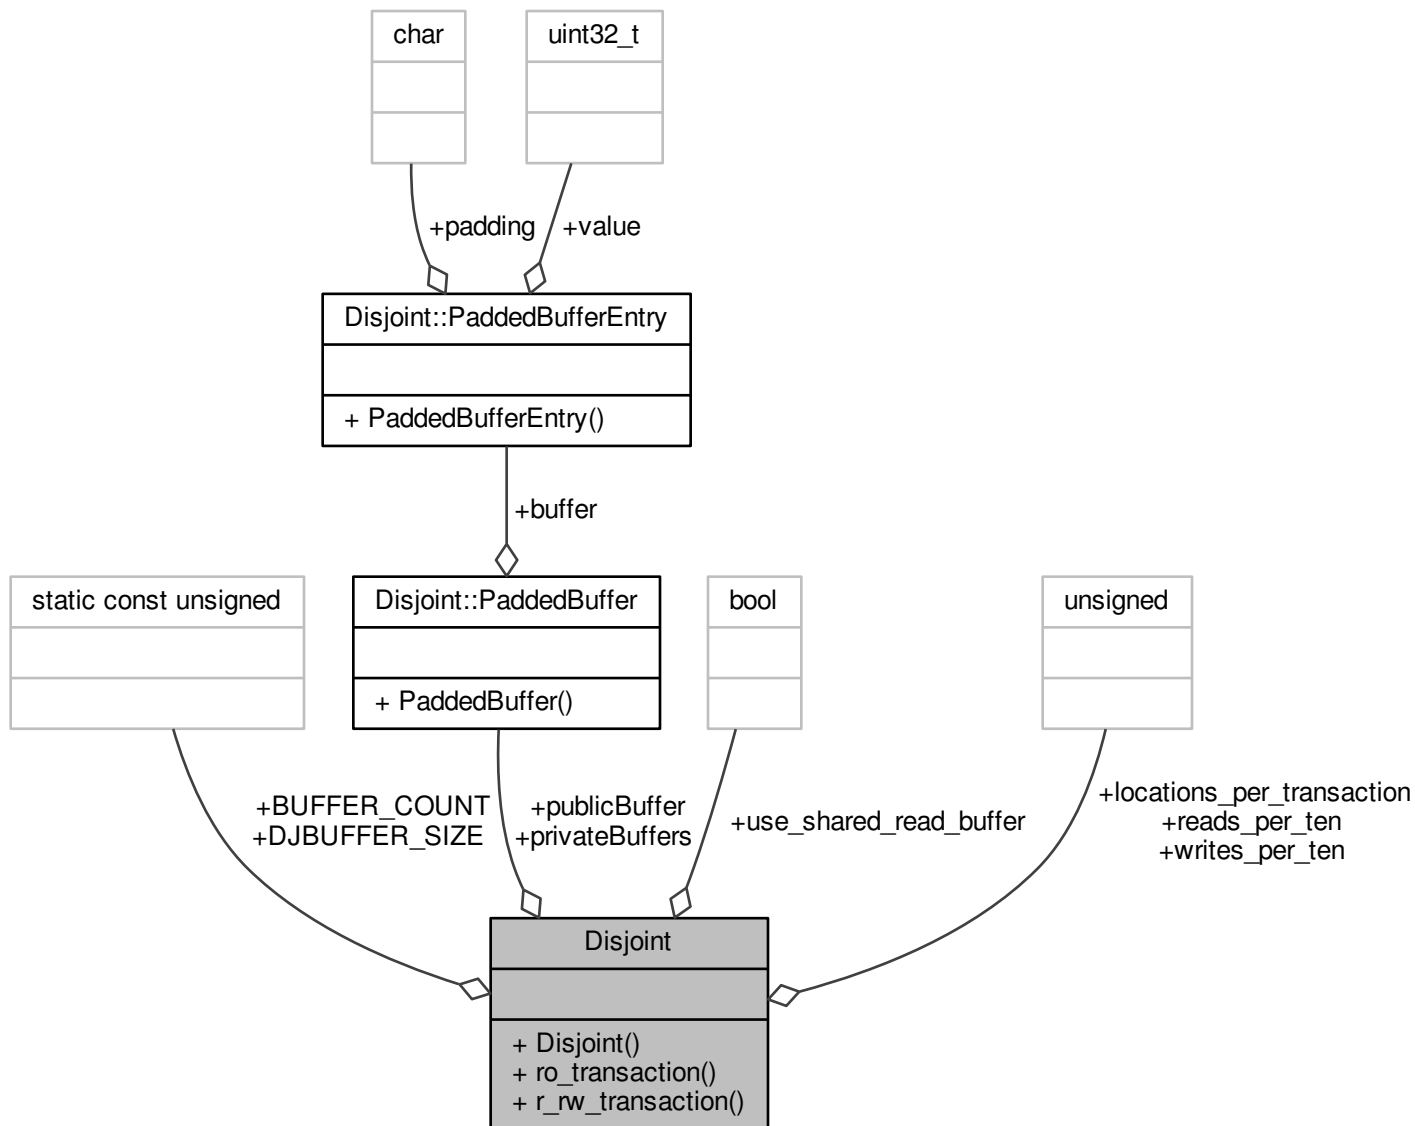 char
uint32_t
+padding
+value
Disjoint::PaddedBufferEntry
+ PaddedBufferEntry()
+buffer
static const unsigned
Disjoint::PaddedBuffer
+ PaddedBuffer()
bool
unsigned
+BUFFER_COUNT
+DJBUFFER_SIZE
+publicBuffer
+privateBuffers
+use_shared_read_buffer
+locations_per_transaction
+reads_per_ten
+writes_per_ten
Disjoint
+ Disjoint()
+ ro_transaction()
+ r_rw_transaction()